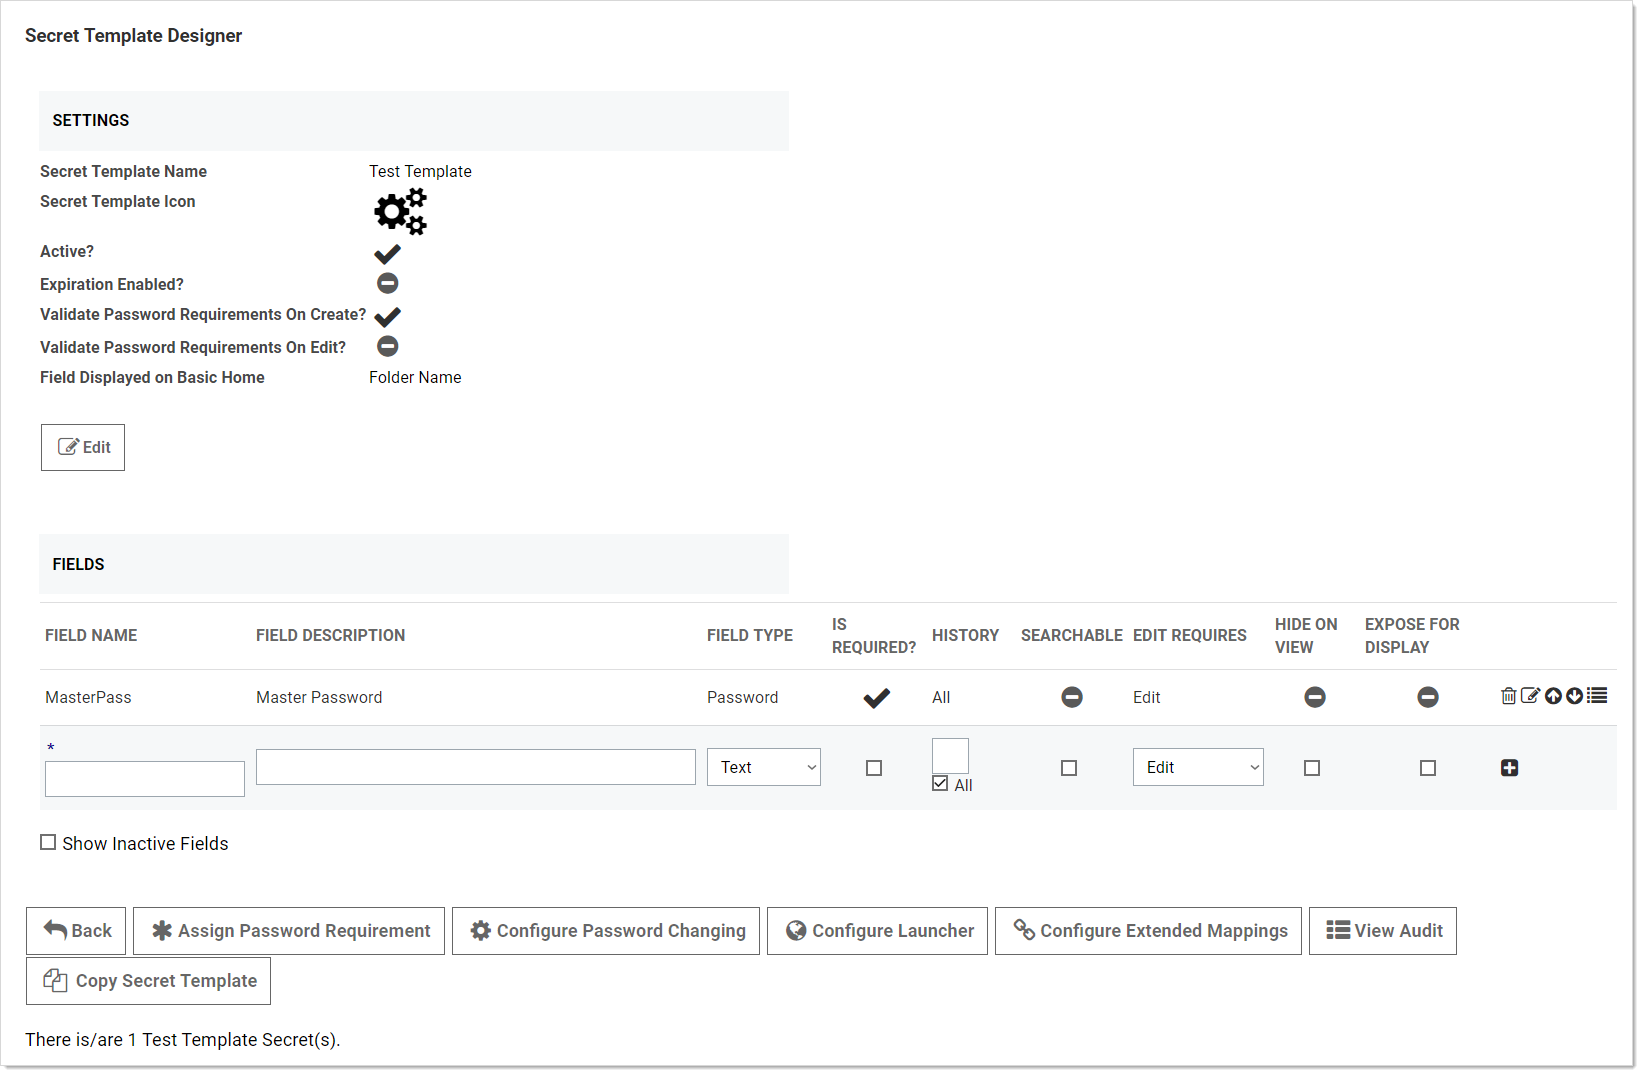 Secret Template Designer
SETTINGS
Secret Template Name Test Template
Secret Template Icon
Active?
Expiration Enabled?
Validate Password Requirements On Create?
Validate Password Requirements On Edit?
Field Displayed on Basic Home Folder Name
Edit
FIELDS
FIELD NAME FIELD DESCRIPTION FIELD TYPE IS REQUIRED? HISTORY SEARCHABLE EDIT REQUIRES HIDE ON VIEW EXPOSE FOR DISPLAY
MasterPass Master Password Password All Edit
*
Text Edit
All
Show Inactive Fields
Back Assign Password Requirement Configure Password Changing Configure Launcher Configure Extended Mappings View Audit
Copy Secret Template
There is/are 1 Test Template Secret(s).